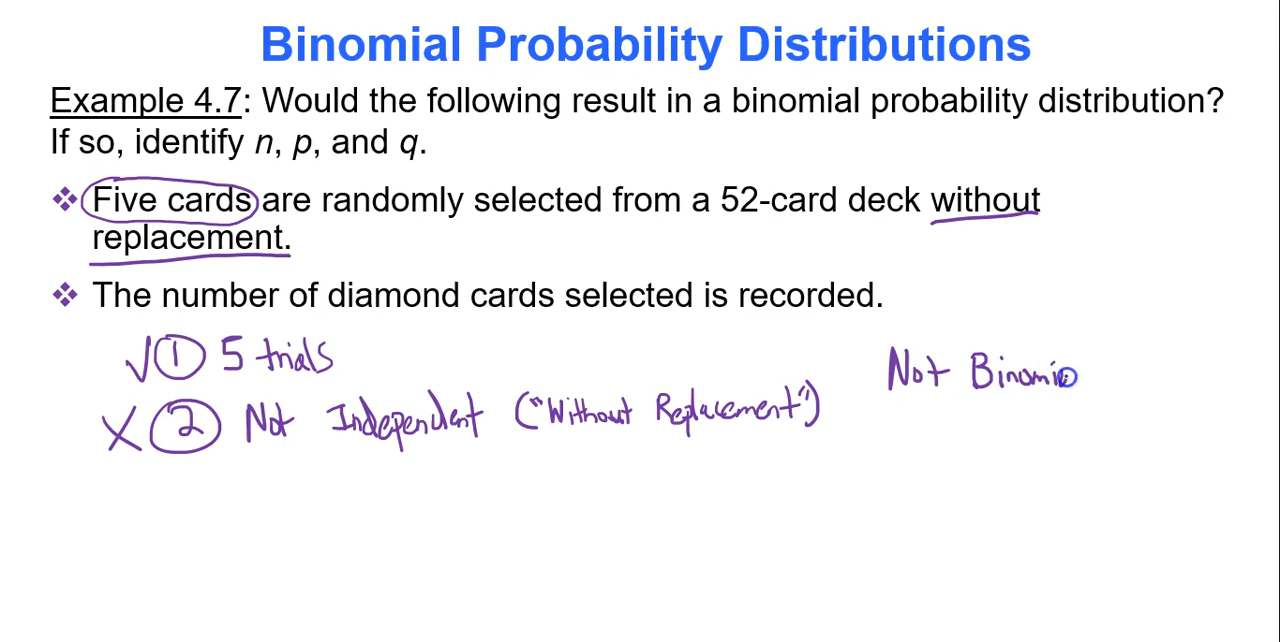 Binomial Probability Distributions
Example 4.7: Would the following result in a binomial probability distribution?
If so, identify n, p, and q.
❖ Five cards are randomly selected from a 52-card deck without
replacement.
❖ The number of diamond cards selected is recorded.
✓ ① 5 trials
Not Binomi
X ② Not Independent ("Without Replacement")